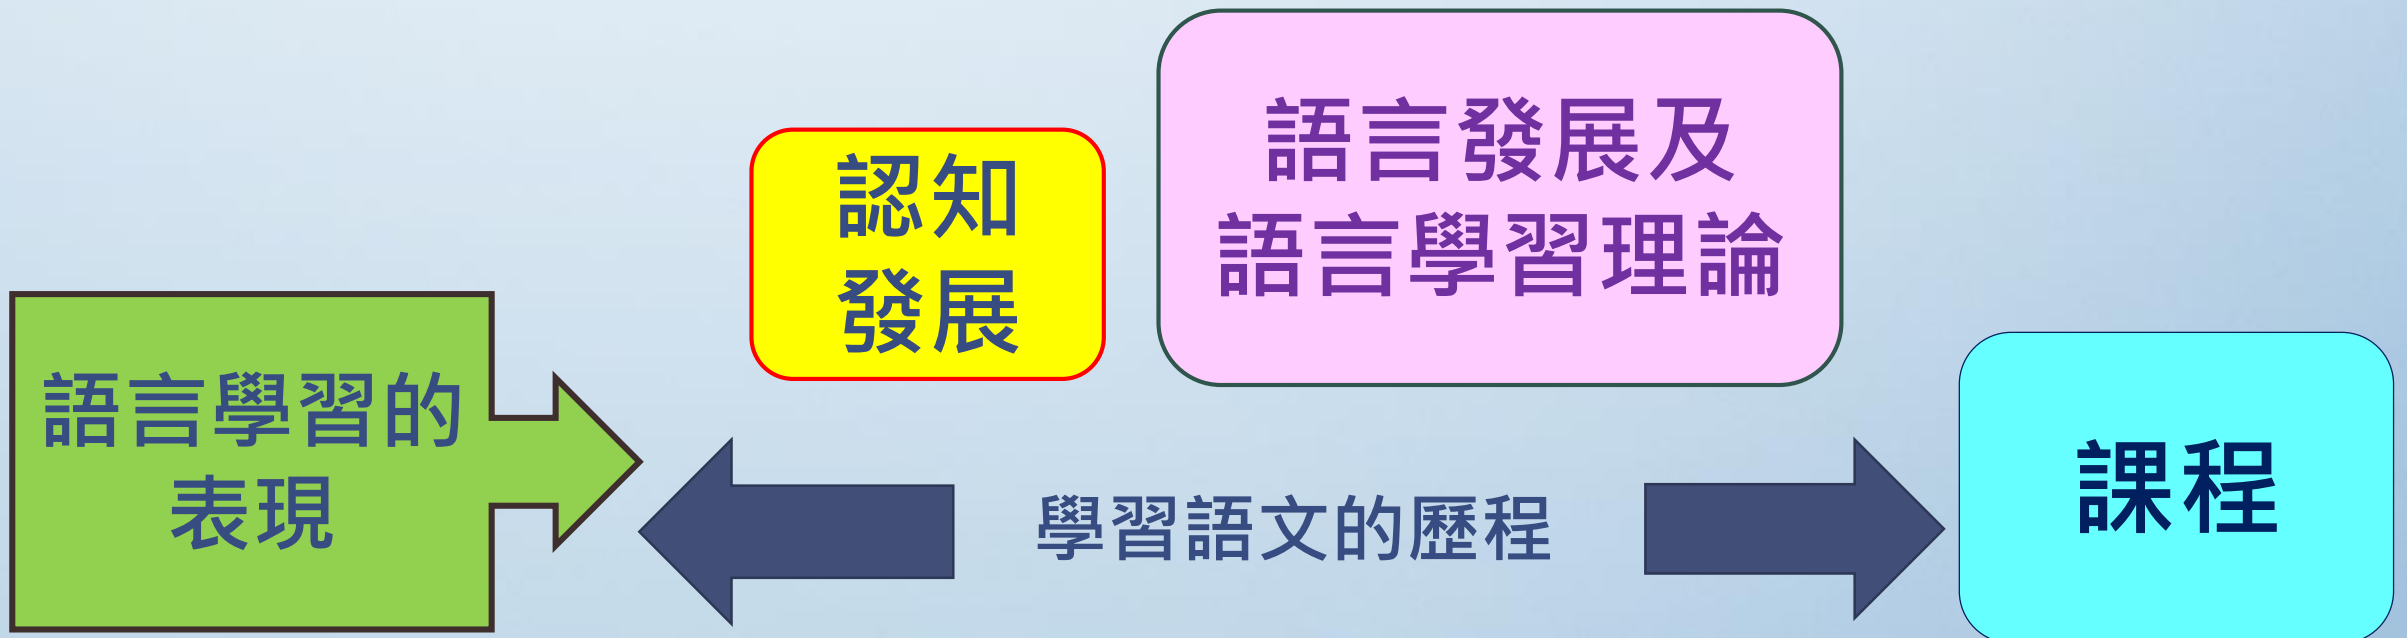 語言發展及
語言學習理論
認知
發展
語言學習的
表現
學習語文的歷程
課程